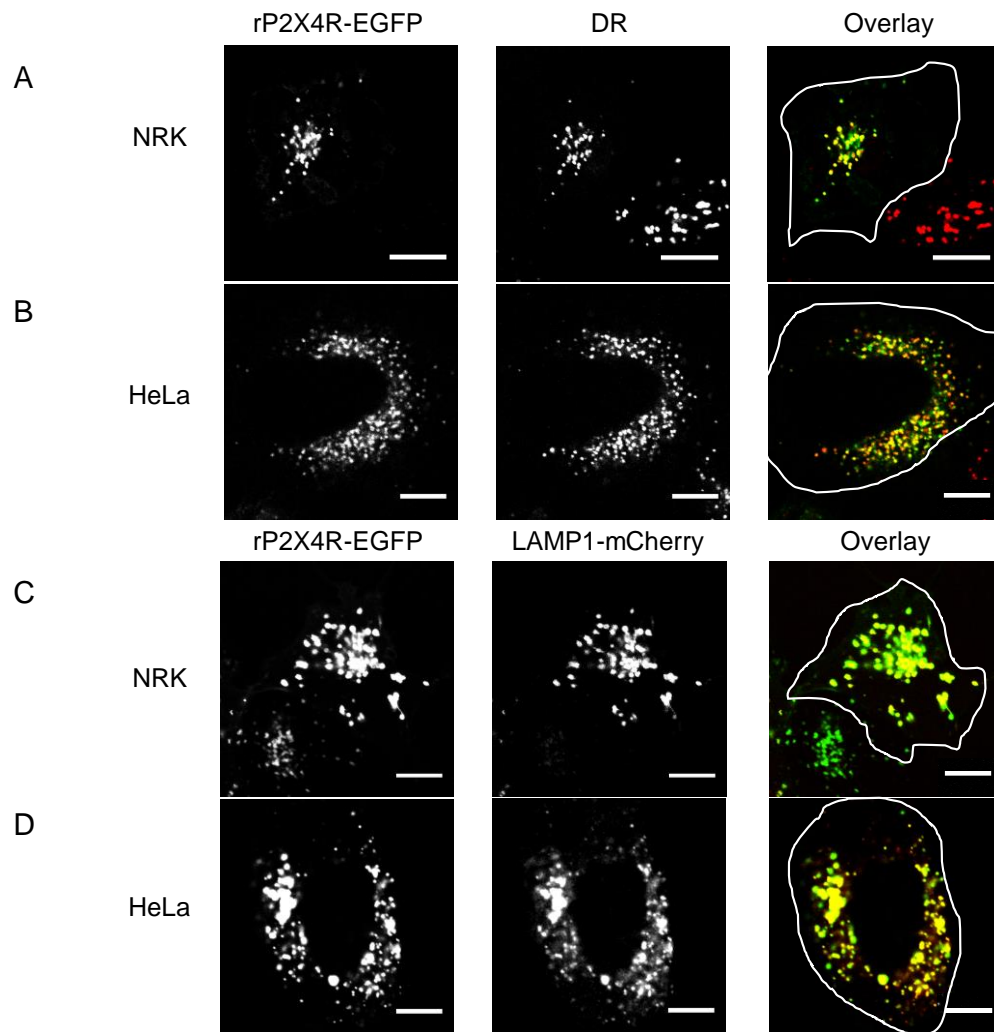 rP2X4R-EGFP DR Overlay
A
NRK
B
HeLa
rP2X4R-EGFP LAMP1-mCherry Overlay
C
NRK
D
HeLa